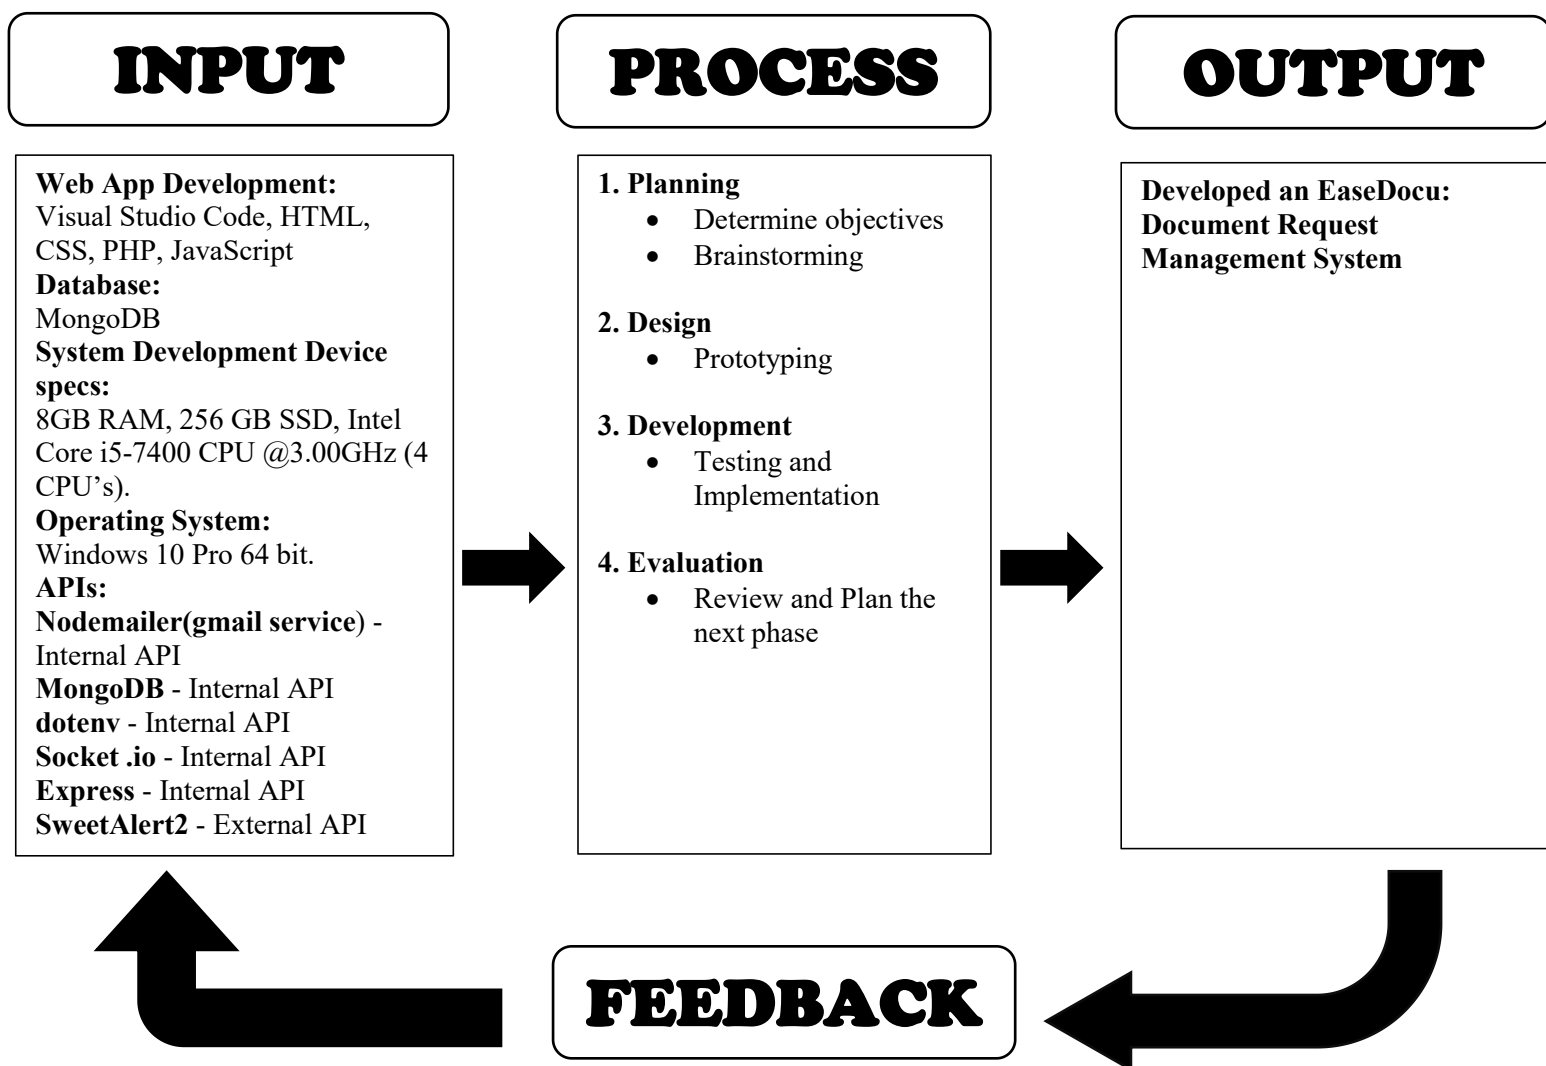 INPUT
PROCESS
OUTPUT
Web App Development:
Visual Studio Code, HTML,
CSS, PHP, JavaScript
Database:
MongoDB
System Development Device
specs:
8GB RAM, 256 GB SSD, Intel
Core i5-7400 CPU @3.00GHz (4
CPU’s).
Operating System:
Windows 10 Pro 64 bit.
APIs:
Nodemailer(gmail service) -
Internal API
MongoDB - Internal API
dotenv - Internal API
Socket .io - Internal API
Express - Internal API
SweetAlert2 - External API
1. Planning
• Determine objectives
• Brainstorming
2. Design
• Prototyping
3. Development
• Testing and
Implementation
4. Evaluation
• Review and Plan the
next phase
Developed an EaseDocu:
Document Request
Management System
FEEDBACK